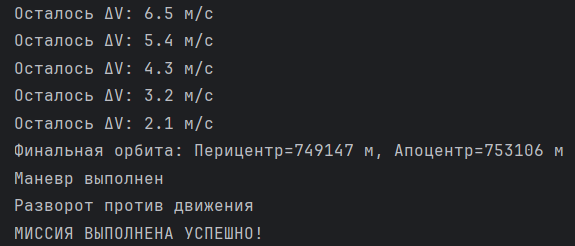 Осталось ΔV: 6.5 м/с
Осталось ΔV: 5.4 м/с
Осталось ΔV: 4.3 м/с
Осталось ΔV: 3.2 м/с
Осталось ΔV: 2.1 м/с
Финальная орбита: Перицентр=749147 м, Апоцентр=753106 м
Маневр выполнен
Разворот против движения
МИССИЯ ВЫПОЛНЕНА УСПЕШНО!